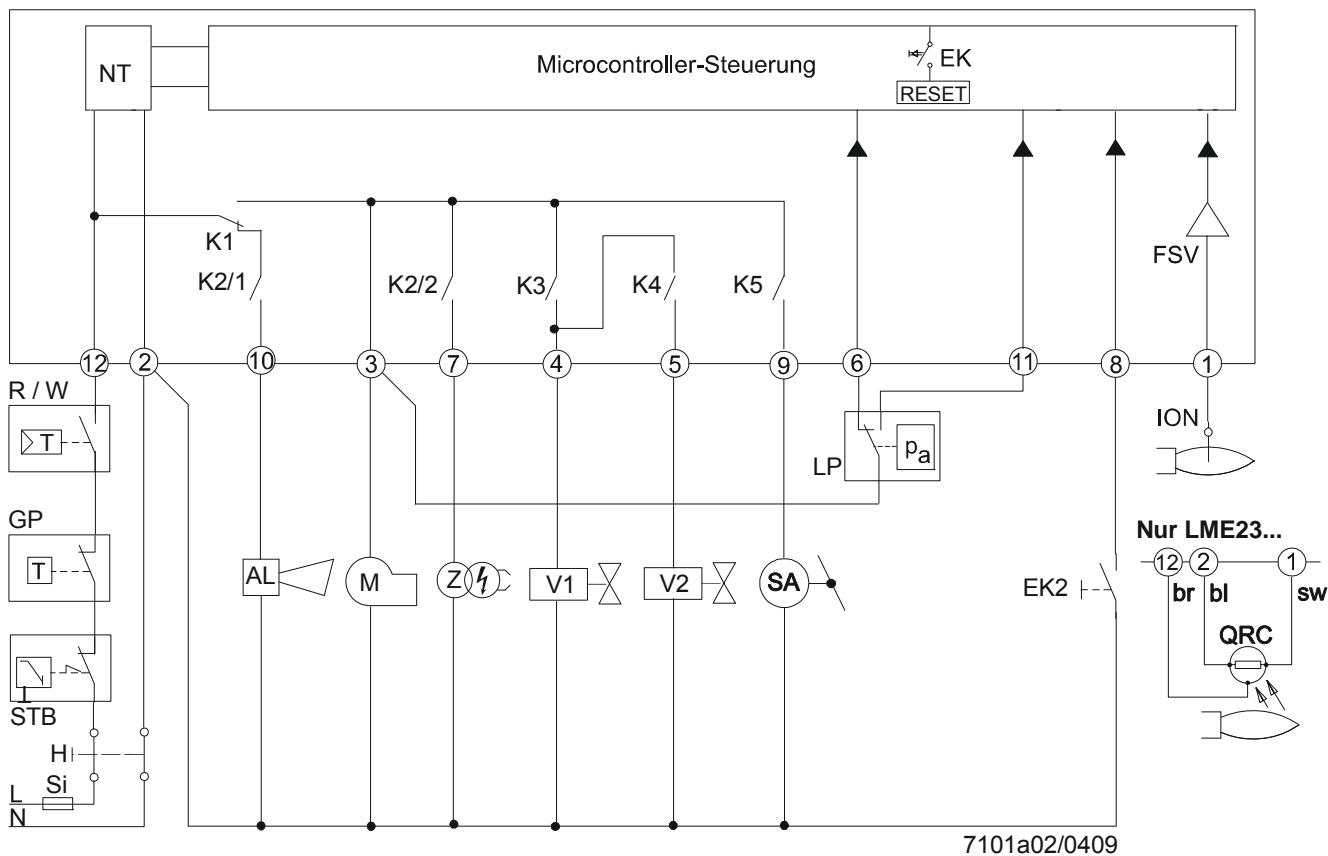 NT
Microcontroller-Steuerung
EK
RESET
FSV
K1
K2/1
K2/2
K3
K4
K5
12
2
10
3
7
4
5
9
6
11
8
1
R / W
T
LP
pa
ION
GP
T
Nur LME23...
12
2
1
br
bl
sw
QRC
AL
M
Z
V1
V2
SA
EK2
STB
H
Si
L
N
7101a02/0409